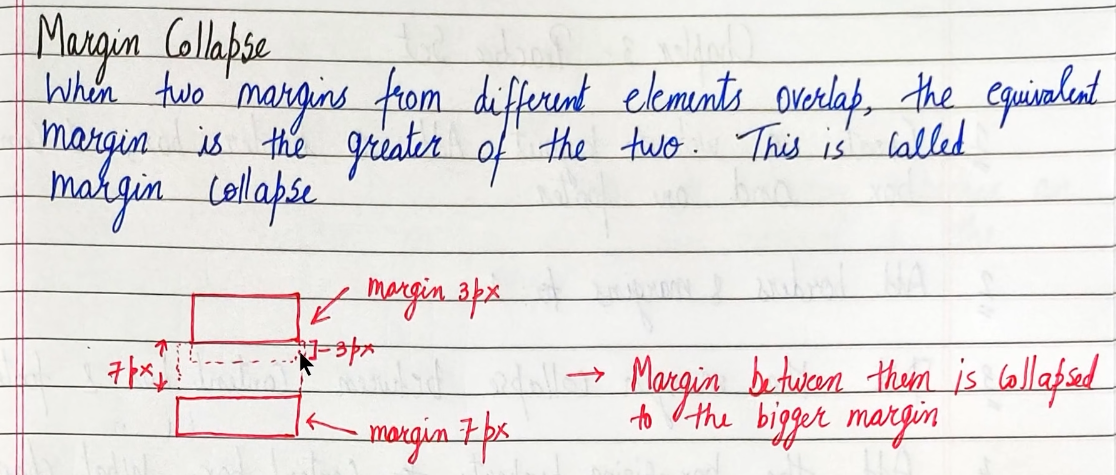 Margin Collapse
When two margins from different elements overlap, the equivalent
margin is the greater of the two. This is called
margin collapse
margin 3px
3px
7px
→ Margin between them is collapsed
to the bigger margin
margin 7px